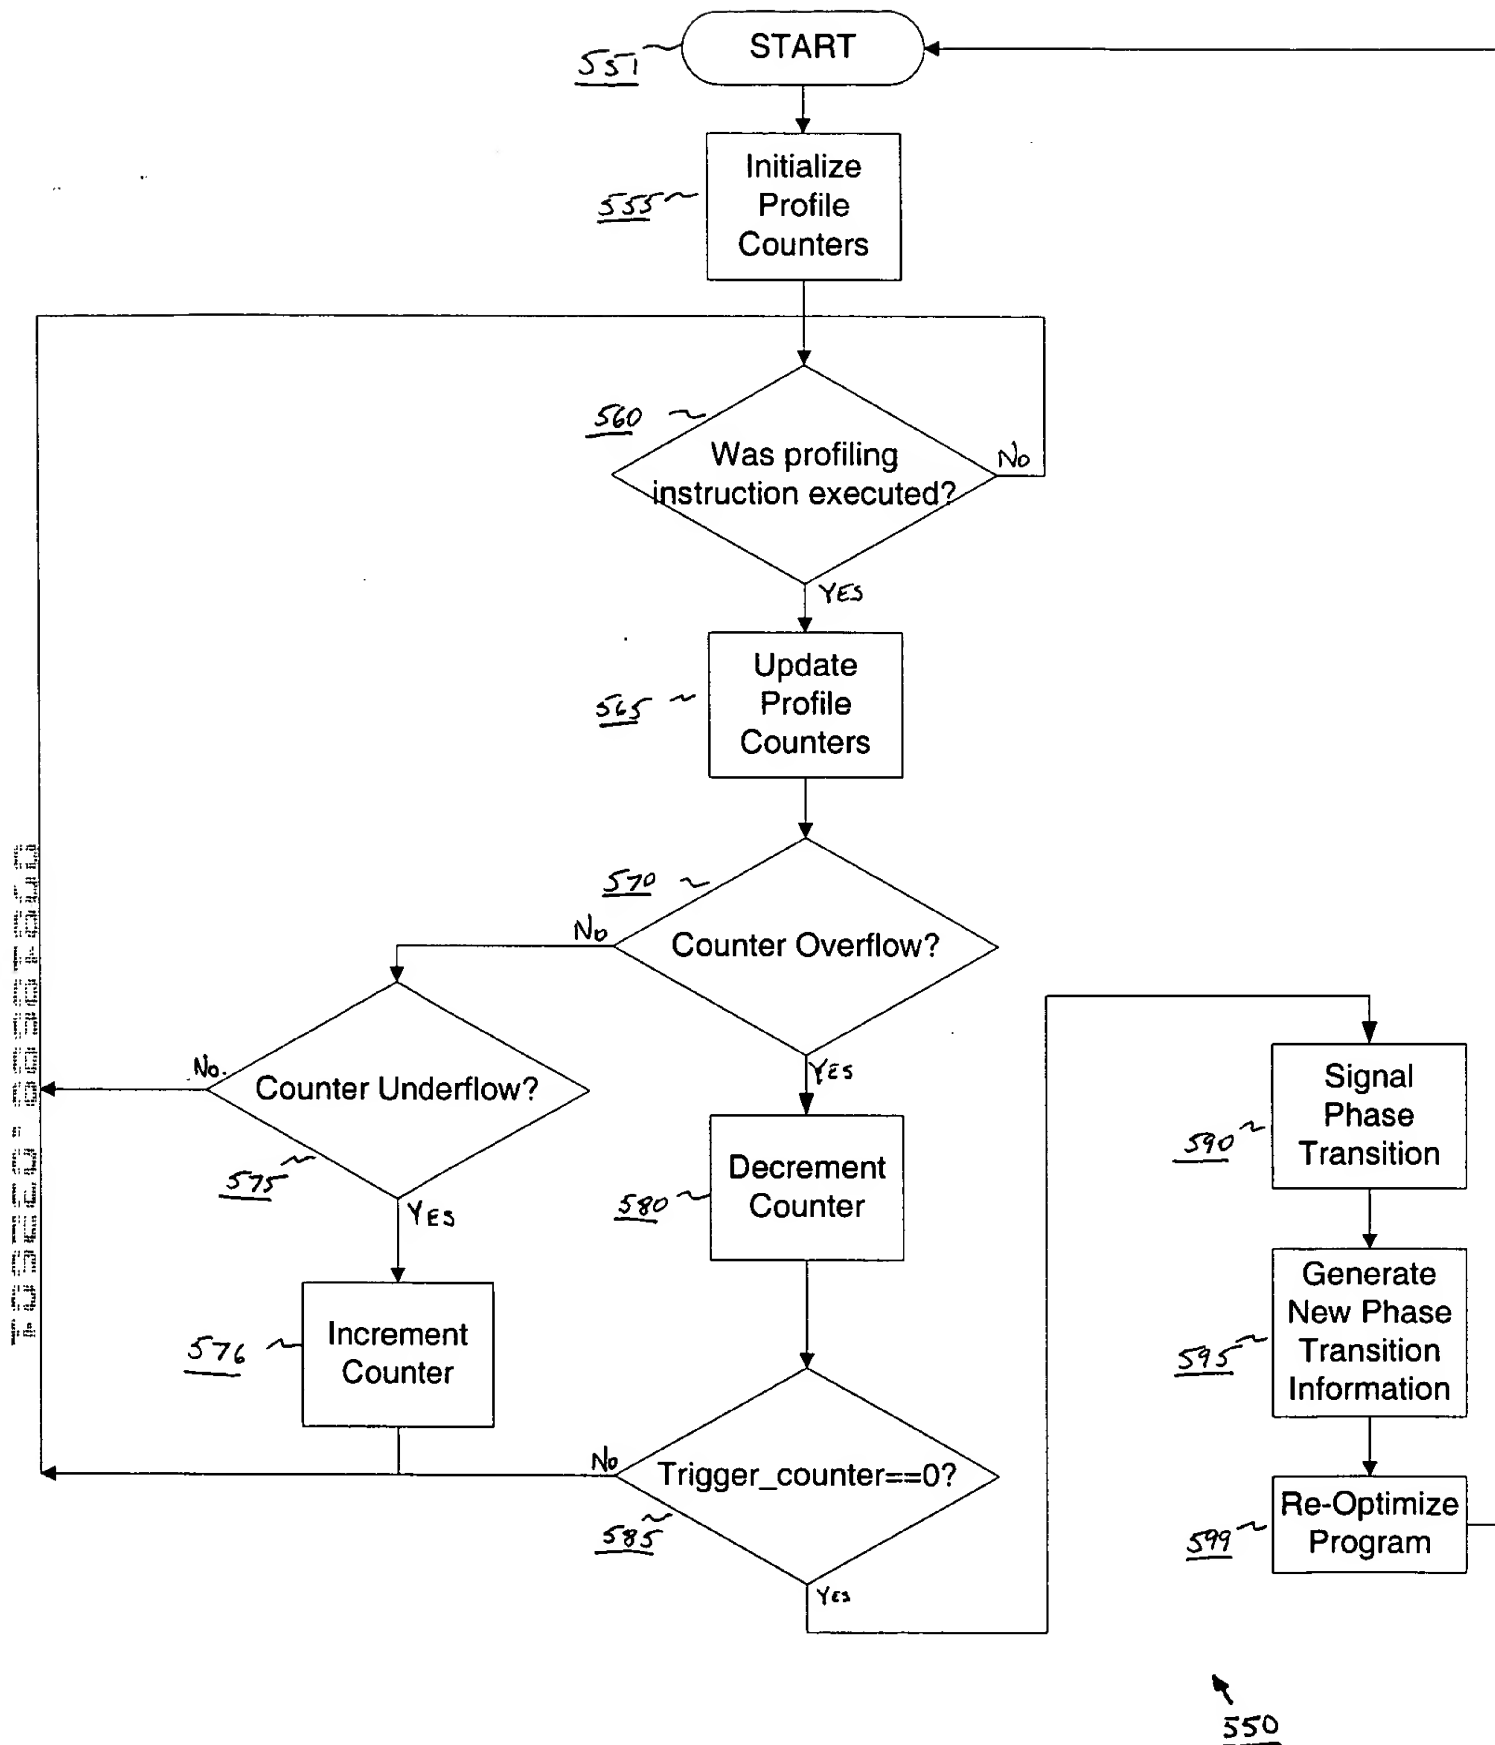 START
551
Initialize
Profile
Counters
555
560
Was profiling
instruction executed?
No
YES
Update
Profile
Counters
565
570
No
Counter Overflow?
YES
No.
Counter Underflow?
575
YES
Decrement
Counter
580
Increment
Counter
576
No
Trigger_counter==0?
585
YES
Signal
Phase
Transition
590
Generate
New Phase
Transition
Information
595
Re-Optimize
Program
599
550